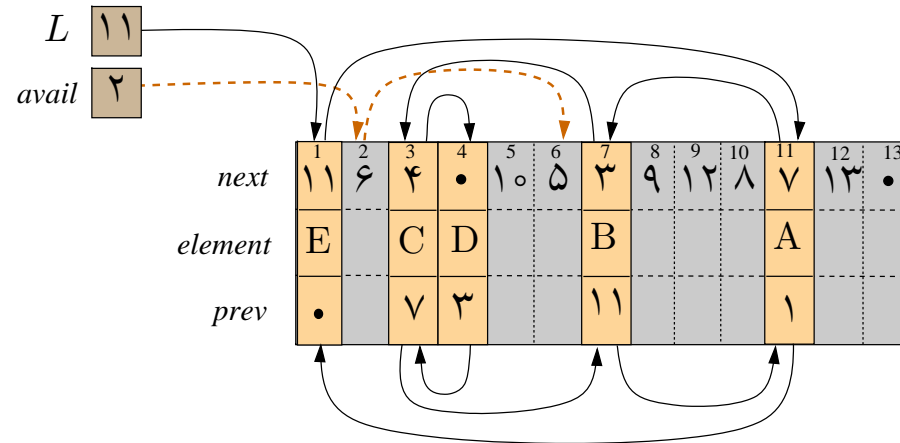 L ۱۱
avail ۲
1 2 3 4 5 6 7 8 9 10 11 12 13
next ۱۱ ۶ ۴ • ۱۰ ۵ ۳ ۹ ۱۲ ۸ ۷ ۱۳ •
element E C D B A
prev • ۷ ۳ ۱۱ ۱